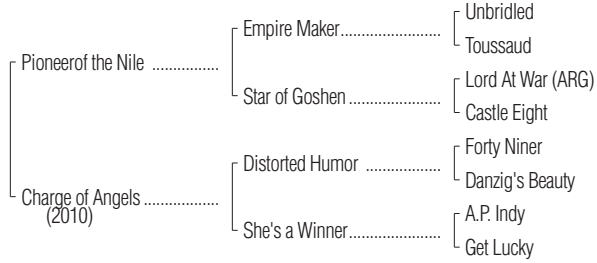 Unbridled
Empire Maker
Toussaud
Pioneerof the Nile
Lord At War (ARG)
Star of Goshen
Castle Eight
Forty Niner
Distorted Humor
Danzig's Beauty
Charge of Angels
(2010)
A.P. Indy
She's a Winner
Get Lucky